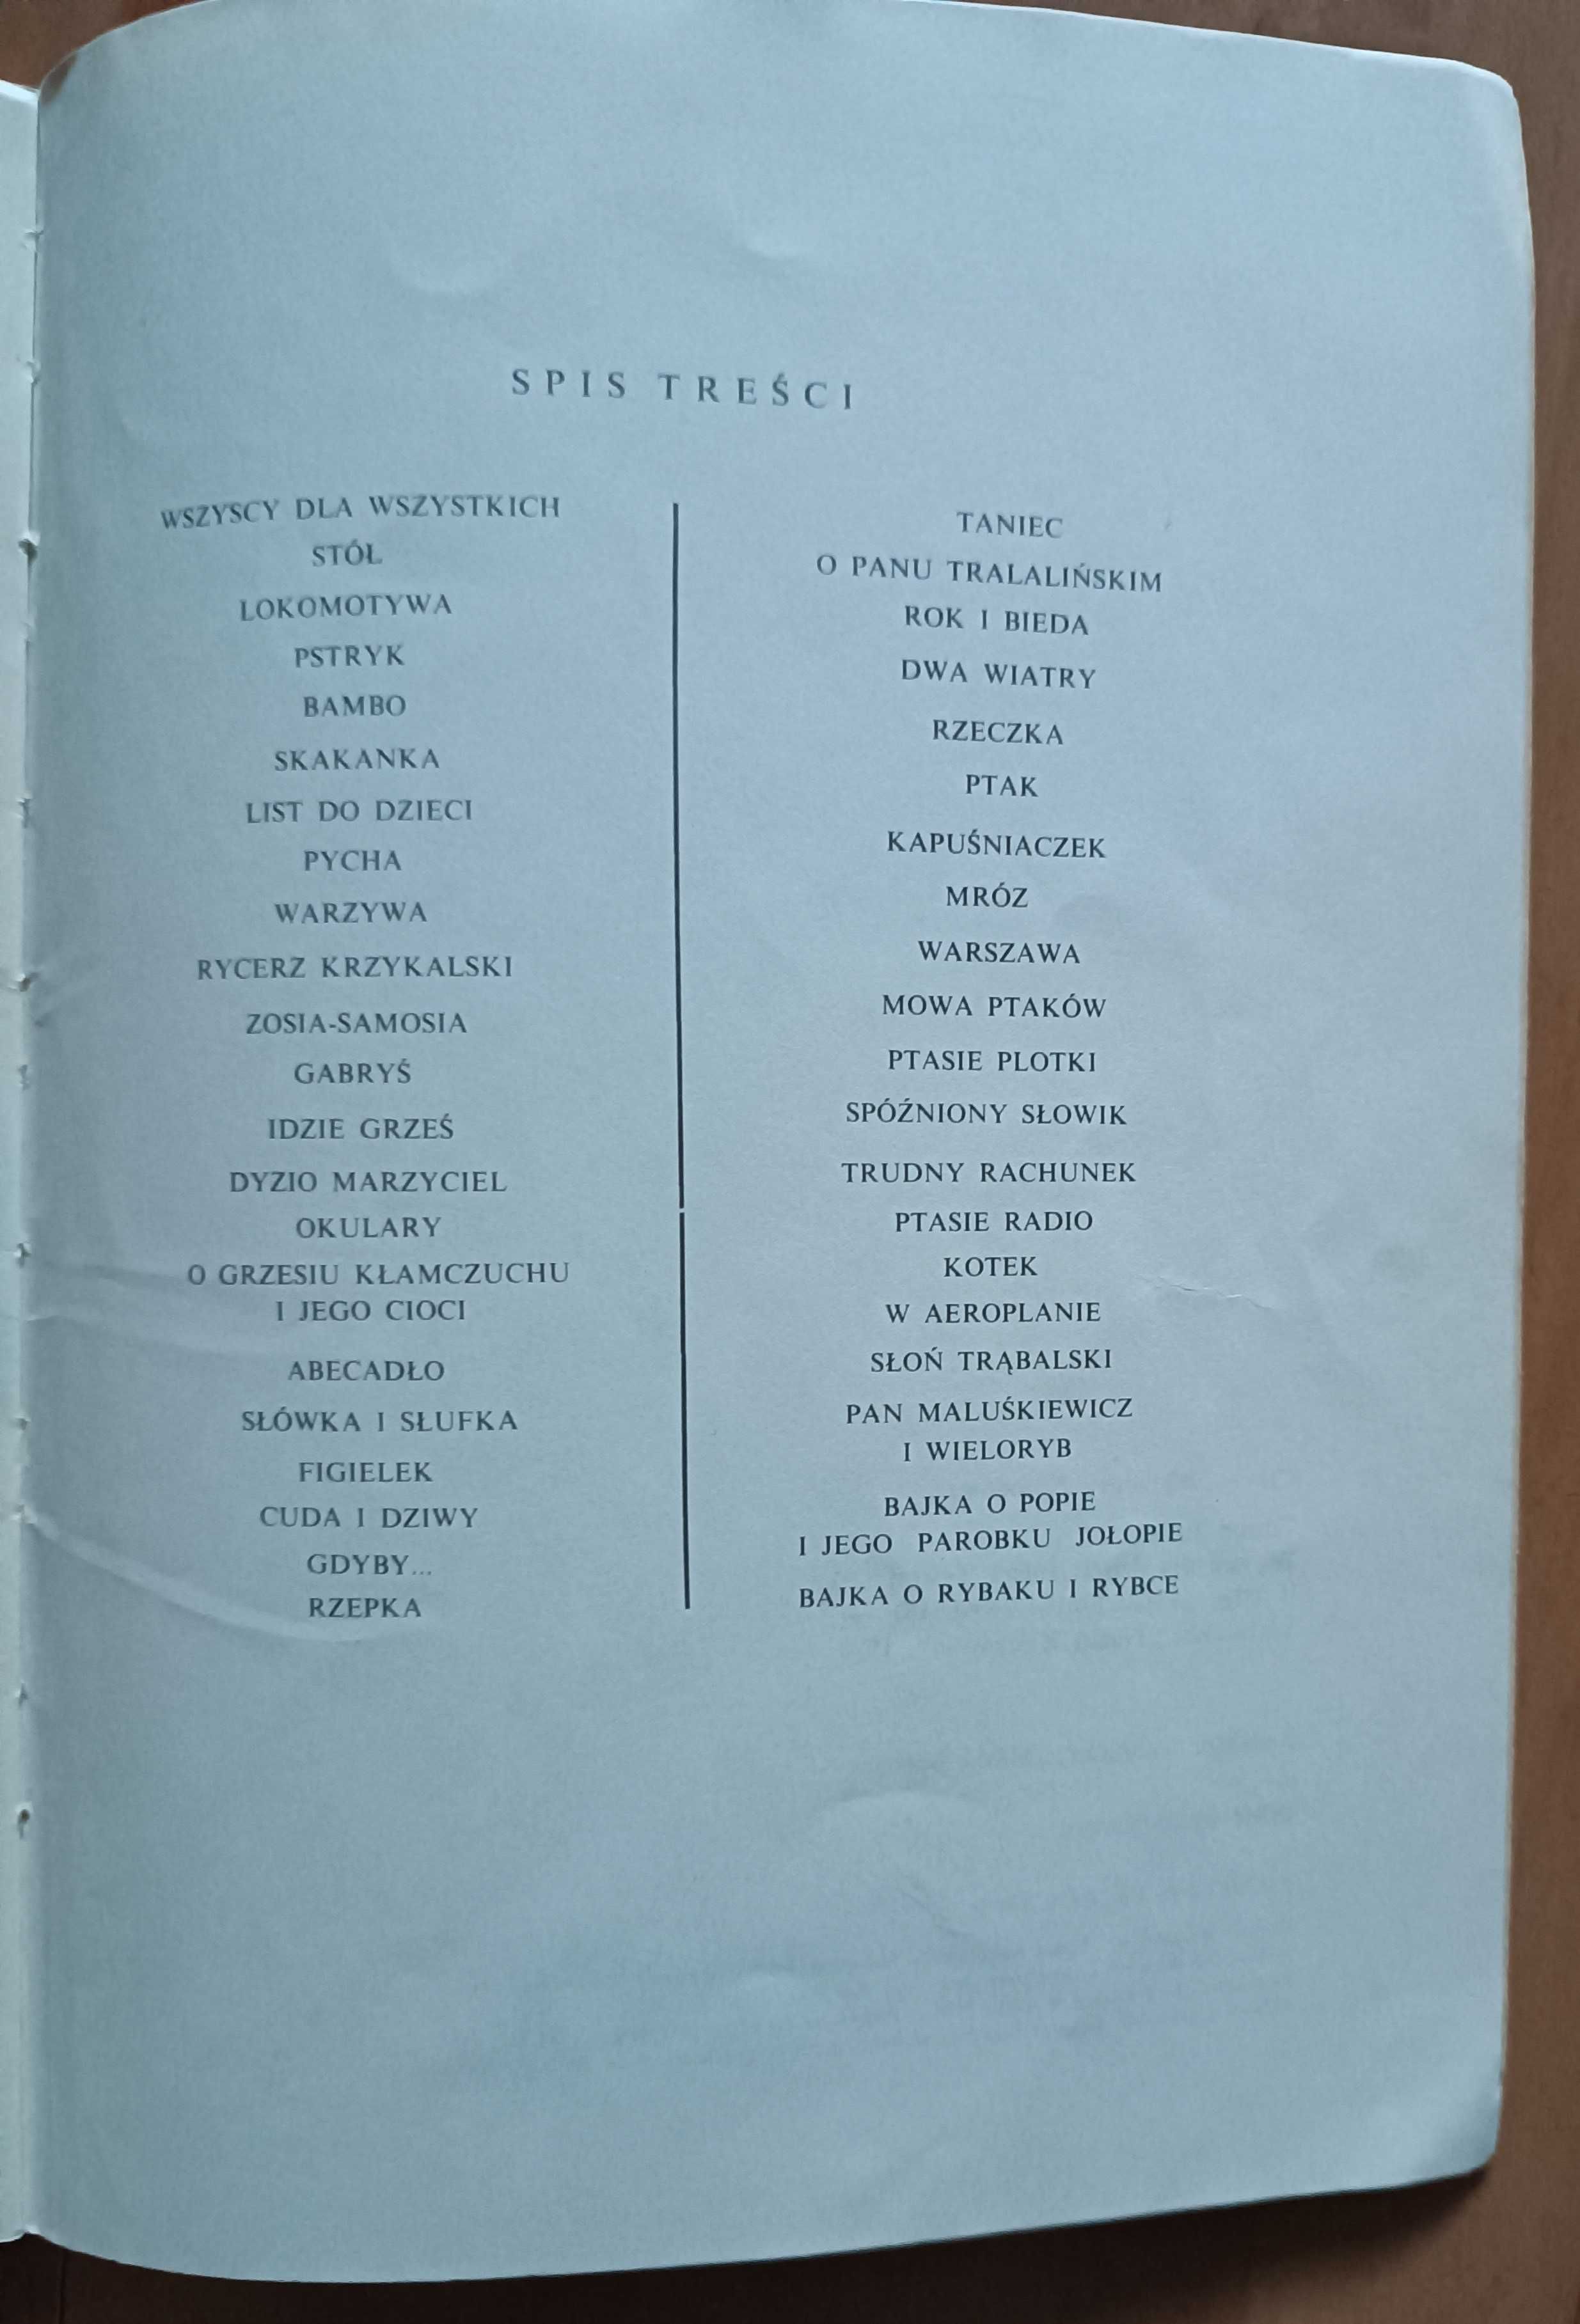 SPIS TREŚCI
WSZYSCY DLA WSZYSTKICH
STÓŁ
LOKOMOTYWA
PSTRYK
BAMBO
SKAKANKA
LIST DO DZIECI
PYCHA
WARZYWA
RYCERZ KRZYKALSKI
ZOSIA-SAMOSIA
GABRYŚ
IDZIE GRZEŚ
DYZIO MARZYCIEL
OKULARY
O GRZESIU KŁAMCZUCHU
I JEGO CIOCI
ABECADŁO
SŁÓWKA I SŁUFKA
FIGIELEK
CUDA I DZIWY
GDYBY...
RZEPKA
TANIEC
O PANU TRALALIŃSKIM
ROK I BIEDA
DWA WIATRY
RZECZKA
PTAK
KAPUŚNIACZEK
MRÓZ
WARSZAWA
MOWA PTAKÓW
PTASIE PLOTKI
SPÓŹNIONY SŁOWIK
TRUDNY RACHUNEK
PTASIE RADIO
KOTEK
W AEROPLANIE
SŁOŃ TRĄBALSKI
PAN MALUŚKIEWICZ
I WIELORYB
BAJKA O POPIE
I JEGO PAROBKU JOŁOPIE
BAJKA O RYBAKU I RYBCE